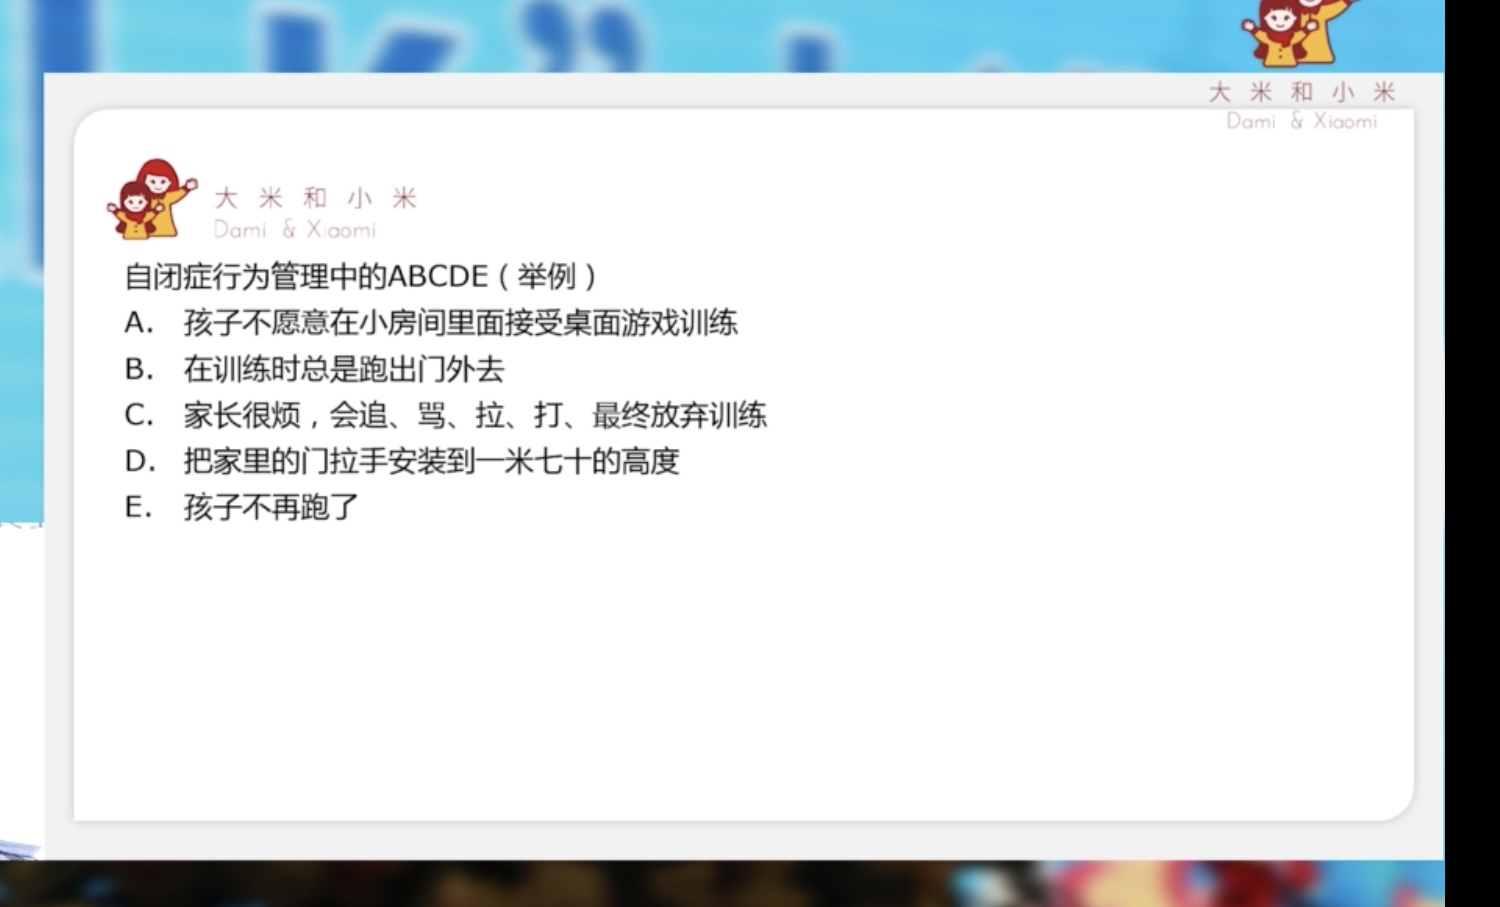 大米和小米
Dami & Xiaomi
大米和小米
Dami & Xiaomi
自闭症行为管理中的ABCDE（举例）
A. 孩子不愿意在小房间里面接受桌面游戏训练
B. 在训练时总是跑出门外去
C. 家长很烦，会追、骂、拉、打、最终放弃训练
D. 把家里的门拉手安装到一米七十的高度
E. 孩子不再跑了